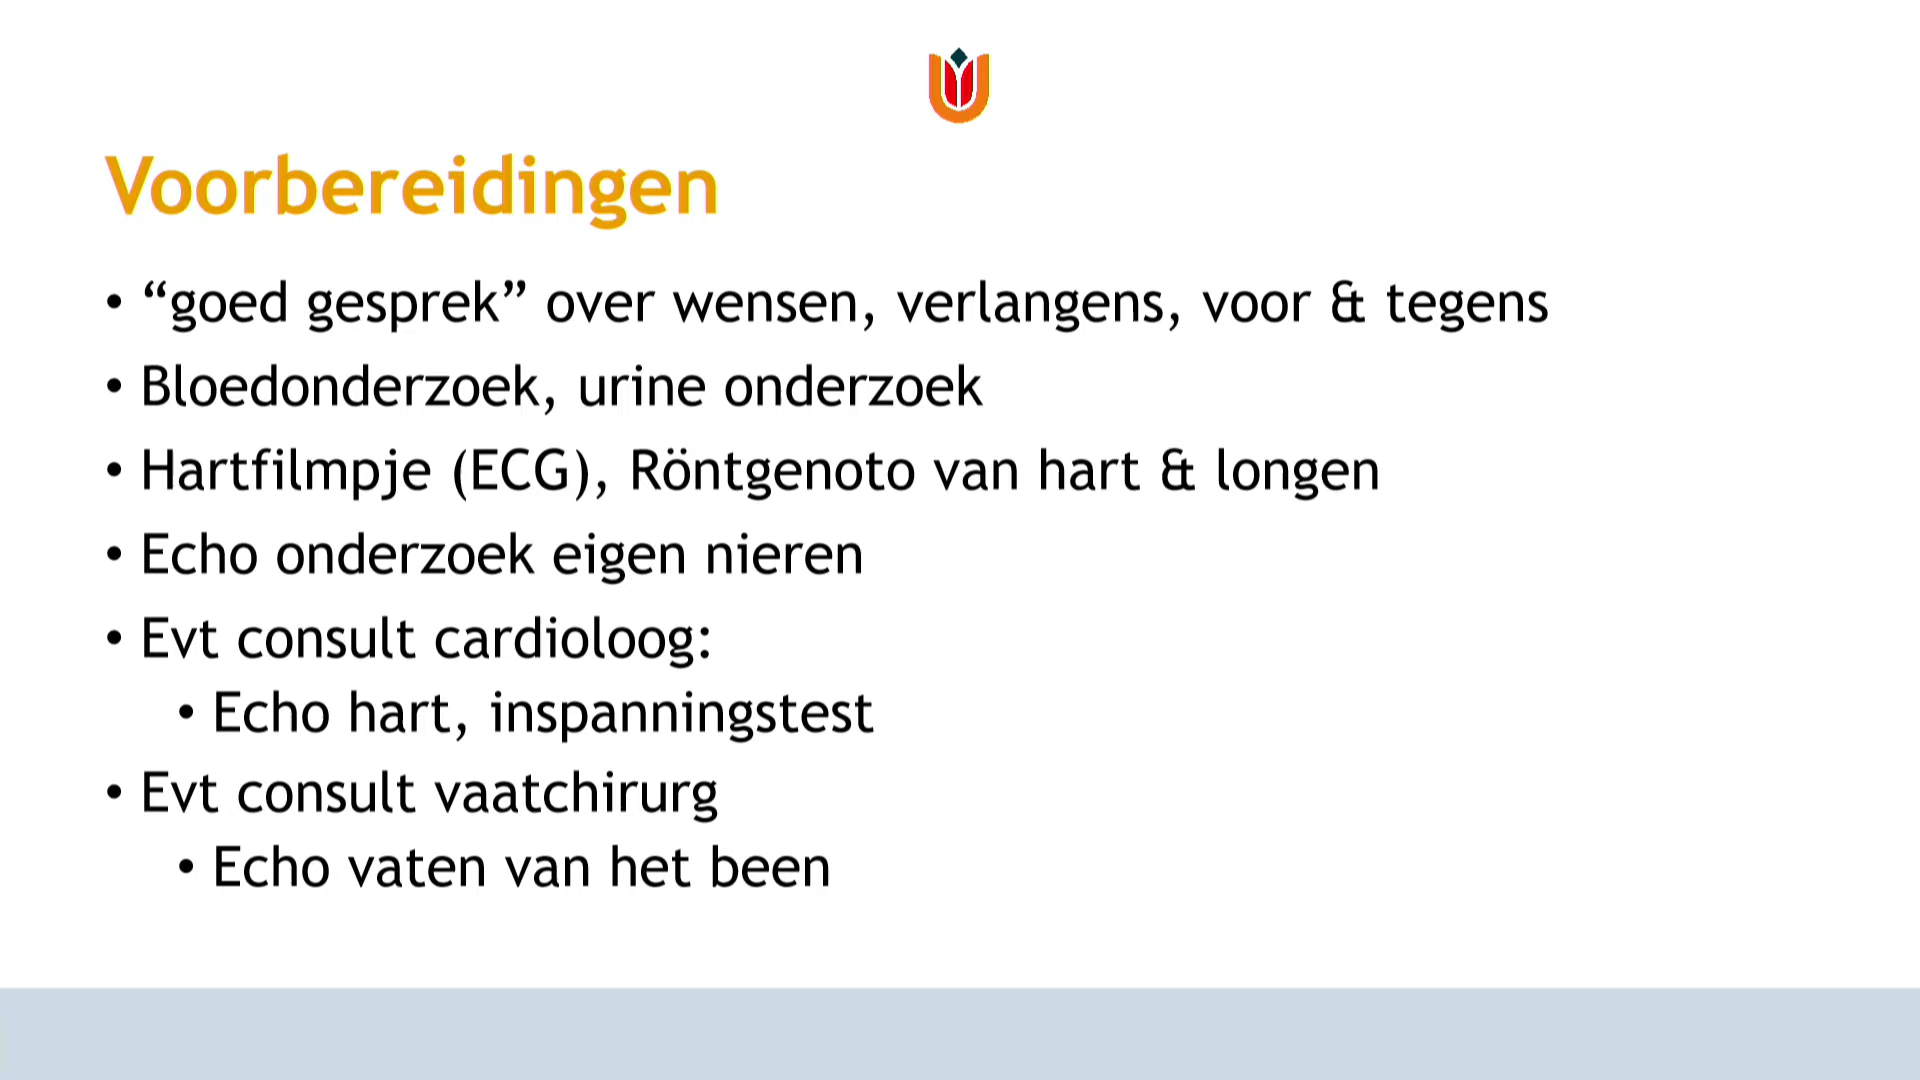 Voorbereidingen
• “goed gesprek” over wensen, verlangens, voor & tegens
• Bloedonderzoek, urine onderzoek
• Hartfilmpje (ECG), Röntgenoto van hart & longen
• Echo onderzoek eigen nieren
• Evt consult cardioloog:
• Echo hart, inspanningstest
• Evt consult vaatchirurg
• Echo vaten van het been